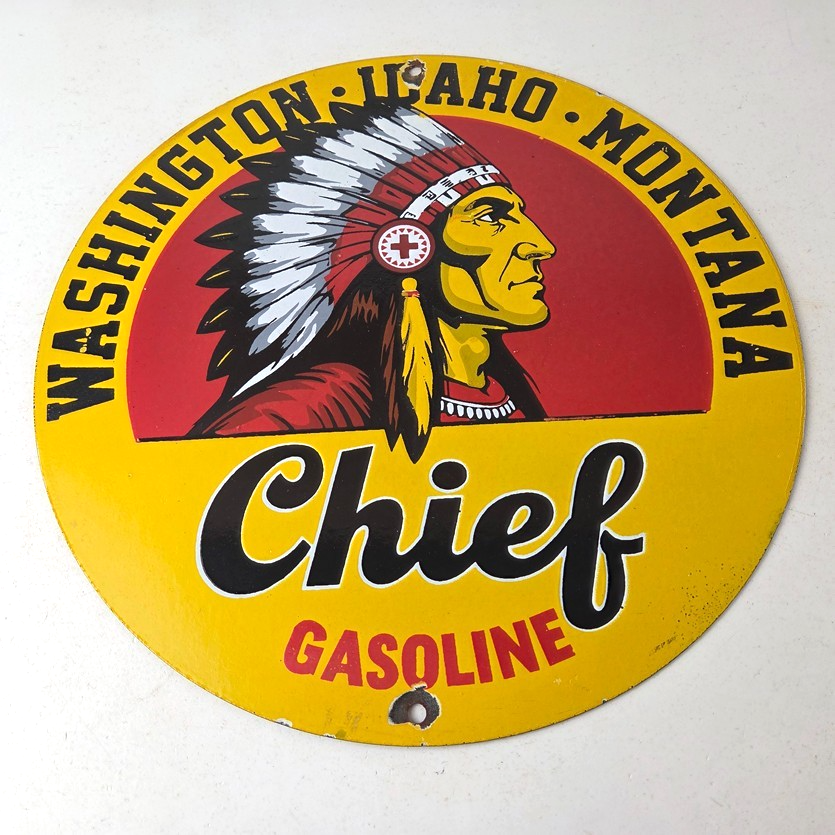 WASHINGTON · IDAHO · MONTANA
Chief
GASOLINE